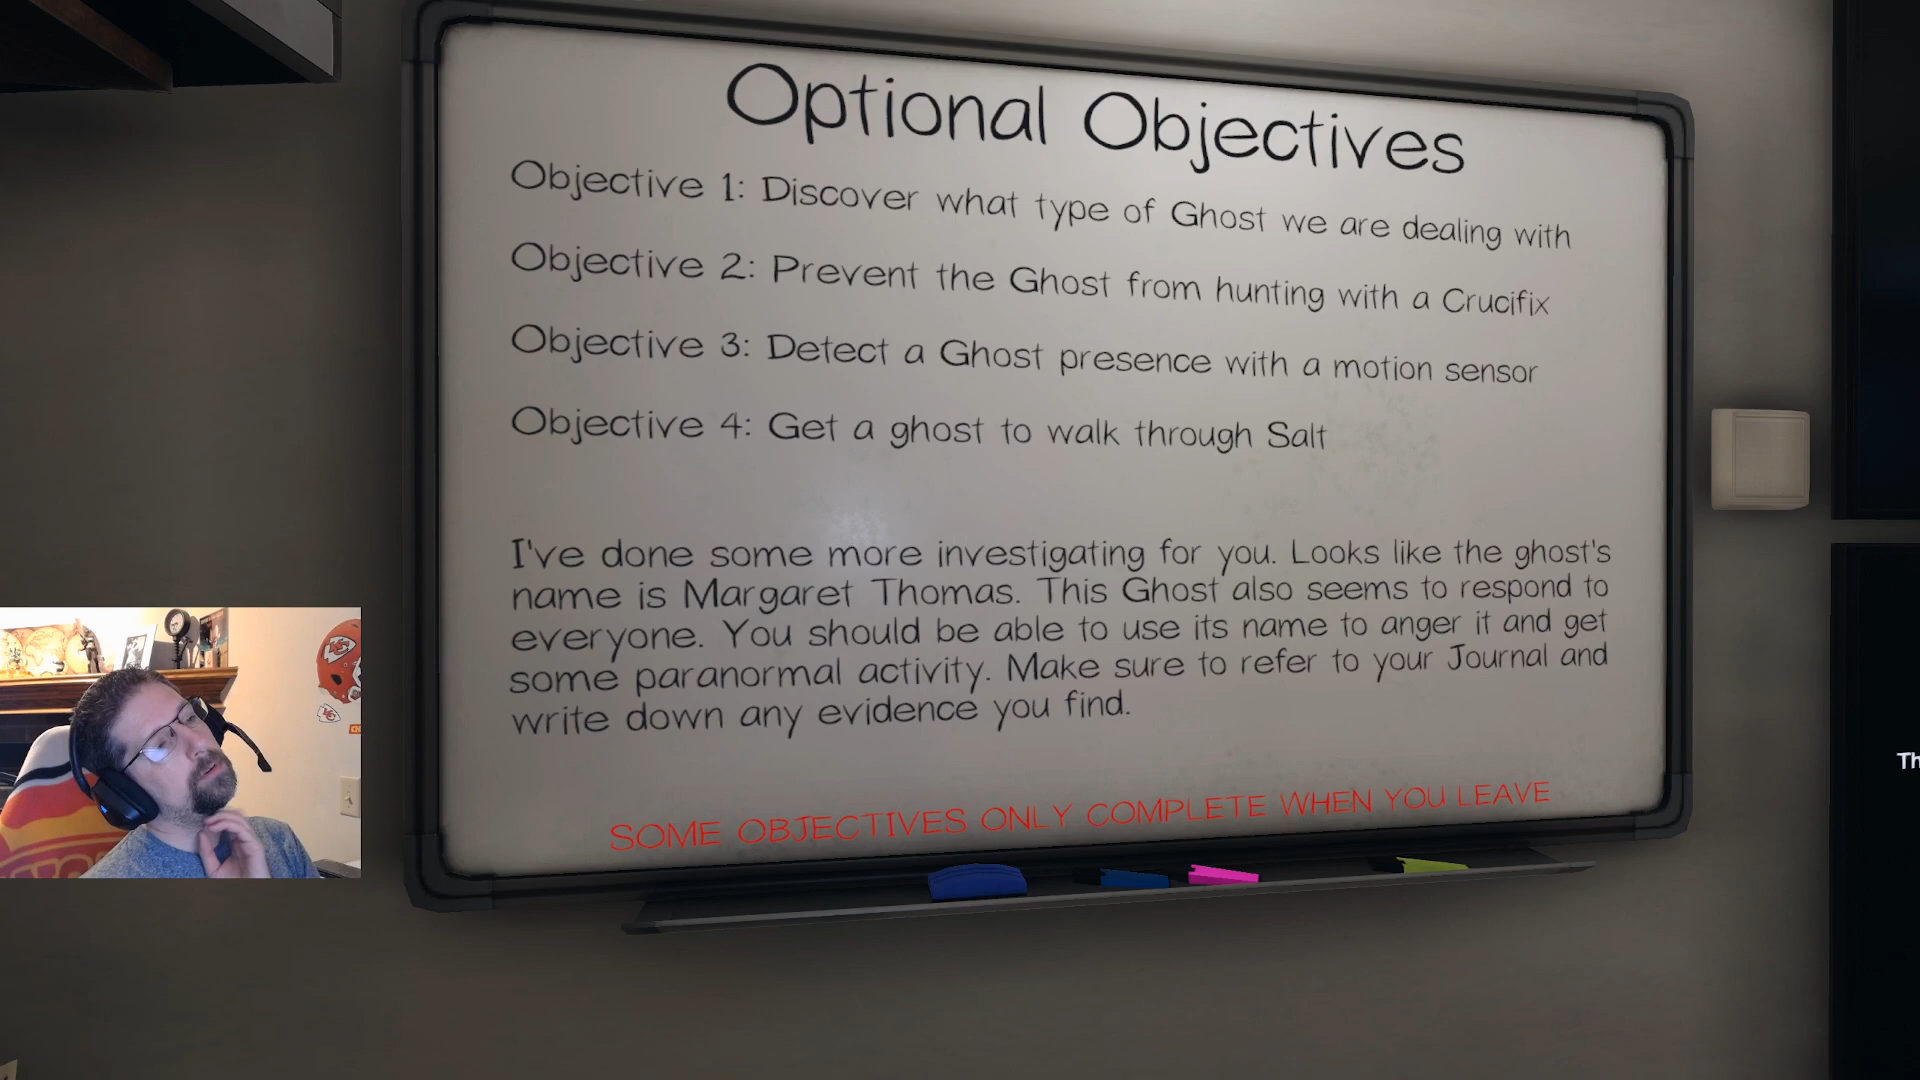 Optional Objectives
Objective 1: Discover what type of Ghost we are dealing with
Objective 2: Prevent the Ghost from hunting with a Crucifix
Objective 3: Detect a Ghost presence with a motion sensor
Objective 4: Get a ghost to walk through Salt
I've done some more investigating for you. Looks like the ghost's
name is Margaret Thomas. This Ghost also seems to respond to
everyone. You should be able to use its name to anger it and get
some paranormal activity. Make sure to refer to your Journal and
write down any evidence you find.
SOME OBJECTIVES ONLY COMPLETE WHEN YOU LEAVE
Th
KC